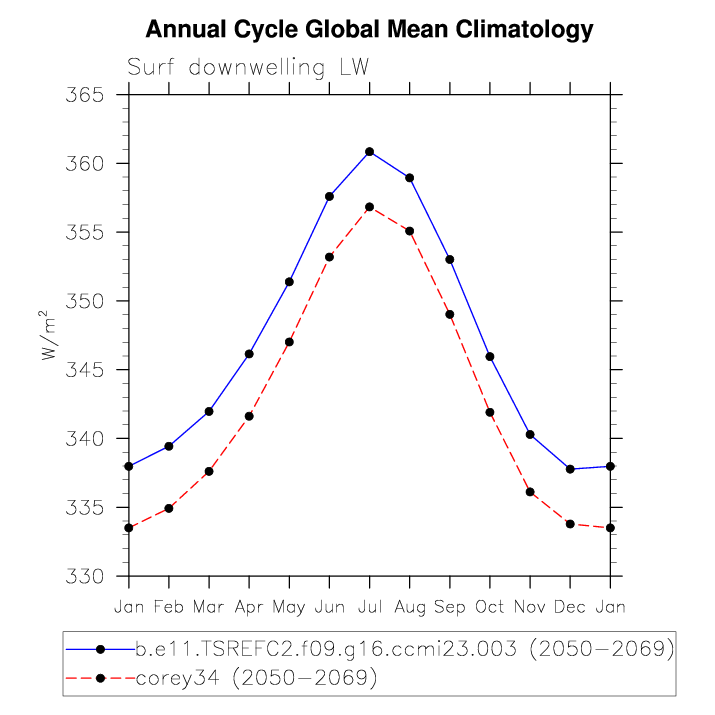 Annual Cycle Global Mean Climatology
Surf downwelling LW
365
360
355
350
345
340
335
330
W/m²
Jan Feb Mar Apr May Jun Jul Aug Sep Oct Nov Dec Jan
b.e11.TSREFC2.f09.g16.ccmi23.003 (2050−2069)
corey34 (2050−2069)